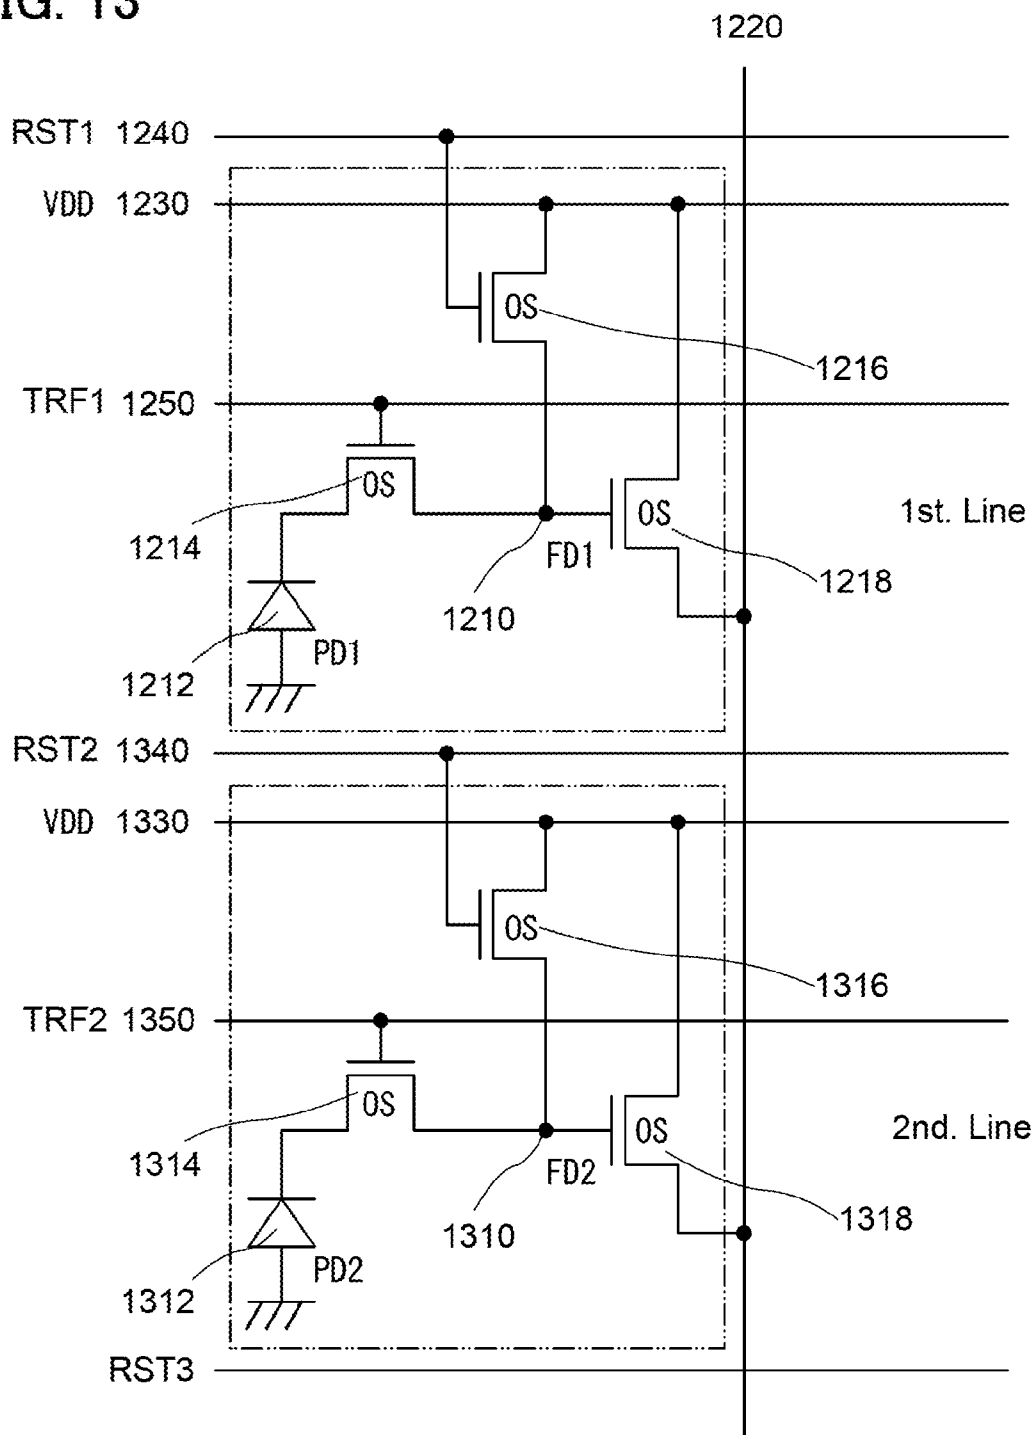 IG. 13
1220
RST1 1240
VDD 1230
OS
1216
TRF1 1250
OS
OS
1st. Line
1214
FD1
1218
1210
PD1
1212
RST2 1340
VDD 1330
OS
1316
TRF2 1350
OS
OS
2nd. Line
1314
FD2
1318
1310
PD2
1312
RST3